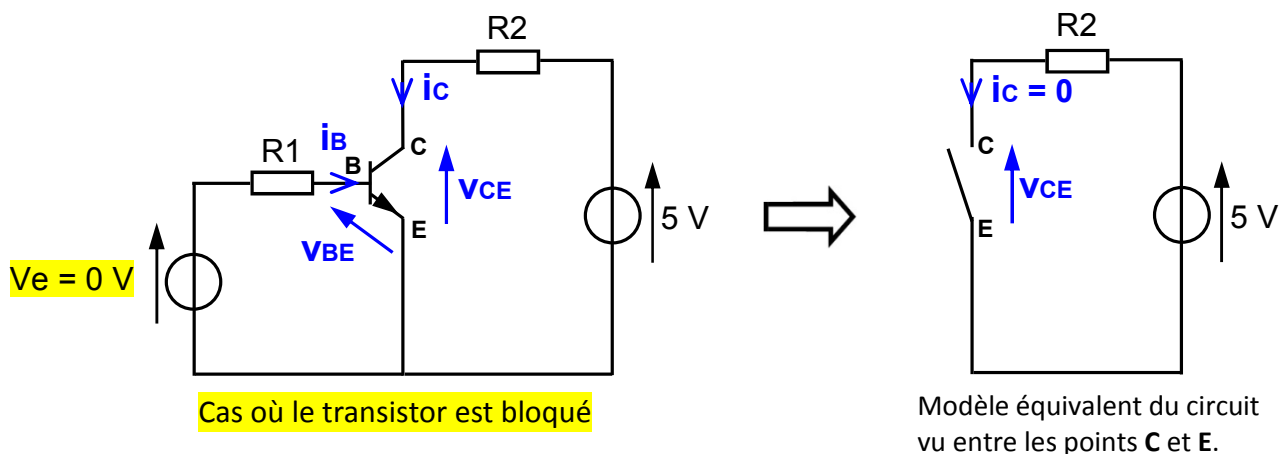 R2
iC
iB
R1
B
C
vCE
E
vBE
5 V
Ve = 0 V
Cas où le transistor est bloqué
R2
iC = 0
C
vCE
E
5 V
Modèle équivalent du circuit
vu entre les points C et E.